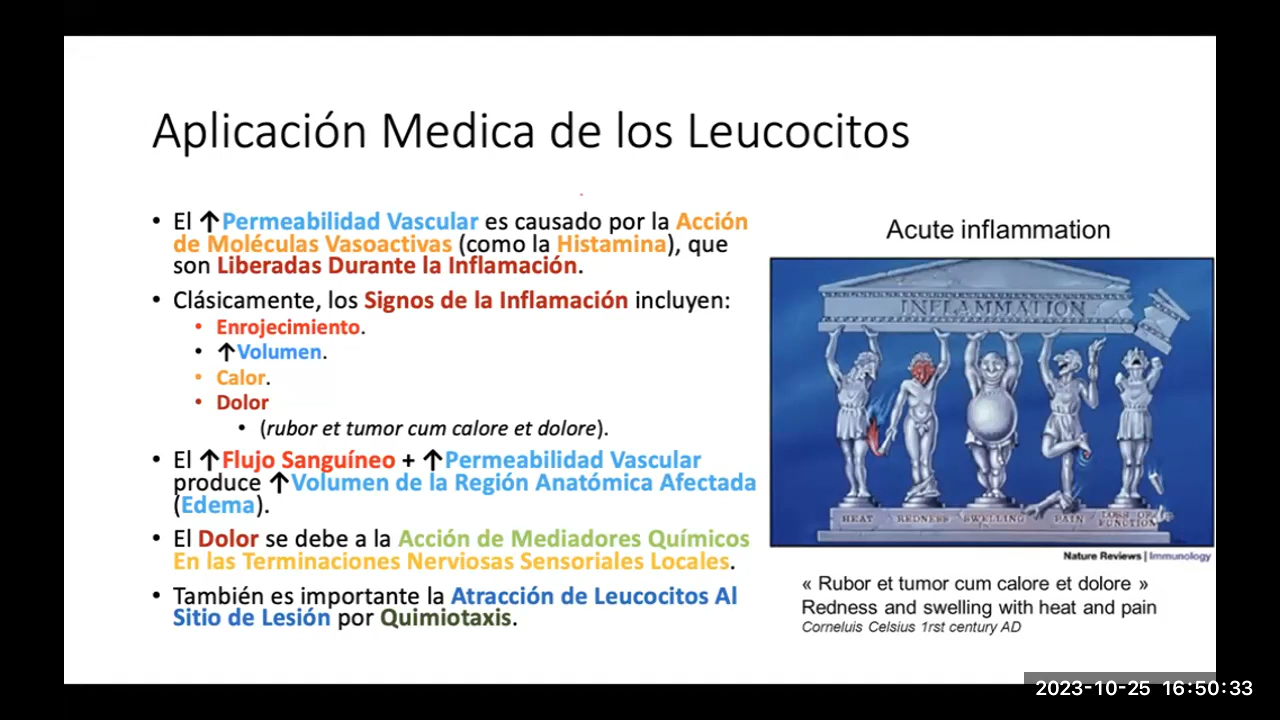 Aplicación Medica de los Leucocitos
• El ↑Permeabilidad Vascular es causado por la Acción
de Moléculas Vasoactivas (como la Histamina), que
son Liberadas Durante la Inflamación.
• Clásicamente, los Signos de la Inflamación incluyen:
• Enrojecimiento.
• ↑Volumen.
• Calor.
• Dolor
• (rubor et tumor cum calore et dolore).
• El ↑Flujo Sanguíneo + ↑Permeabilidad Vascular
produce ↑Volumen de la Región Anatómica Afectada
(Edema).
• El Dolor se debe a la Acción de Mediadores Químicos
En las Terminaciones Nerviosas Sensoriales Locales.
• También es importante la Atracción de Leucocitos Al
Sitio de Lesión por Quimiotaxis.
Acute inflammation
INFLAMMATION
HEAT REDNESS SWELLING PAIN LOSS OF
FUNCTION
Nature Reviews | Immunology
« Rubor et tumor cum calore et dolore »
Redness and swelling with heat and pain
Corneluis Celsius 1rst century AD
2023-10-25 16:50:33